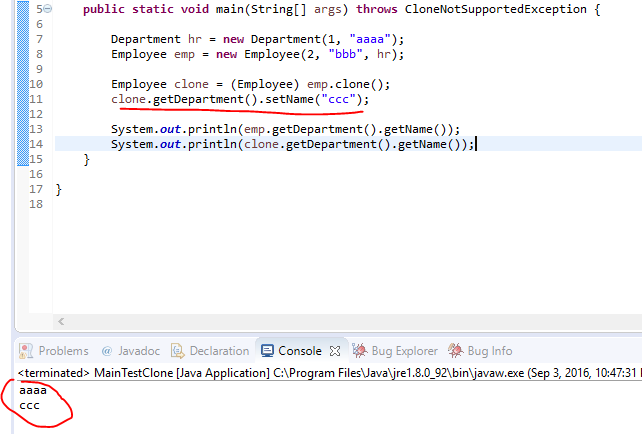 5 public static void main(String[] args) throws CloneNotSupportedException {
6
7 Department hr = new Department(1, "aaaa");
8 Employee emp = new Employee(2, "bbb", hr);
9
10 Employee clone = (Employee) emp.clone();
11 clone.getDepartment().setName("ccc");
12
13 System.out.println(emp.getDepartment().getName());
14 System.out.println(clone.getDepartment().getName());
15 }
16
17 }
18
Problems @ Javadoc Declaration Console Bug Explorer Bug Info
<terminated> MainTestClone [Java Application] C:\Program Files\Java\jre1.8.0_92\bin\javaw.exe (Sep 3, 2016, 10:47:31
aaaa
ccc